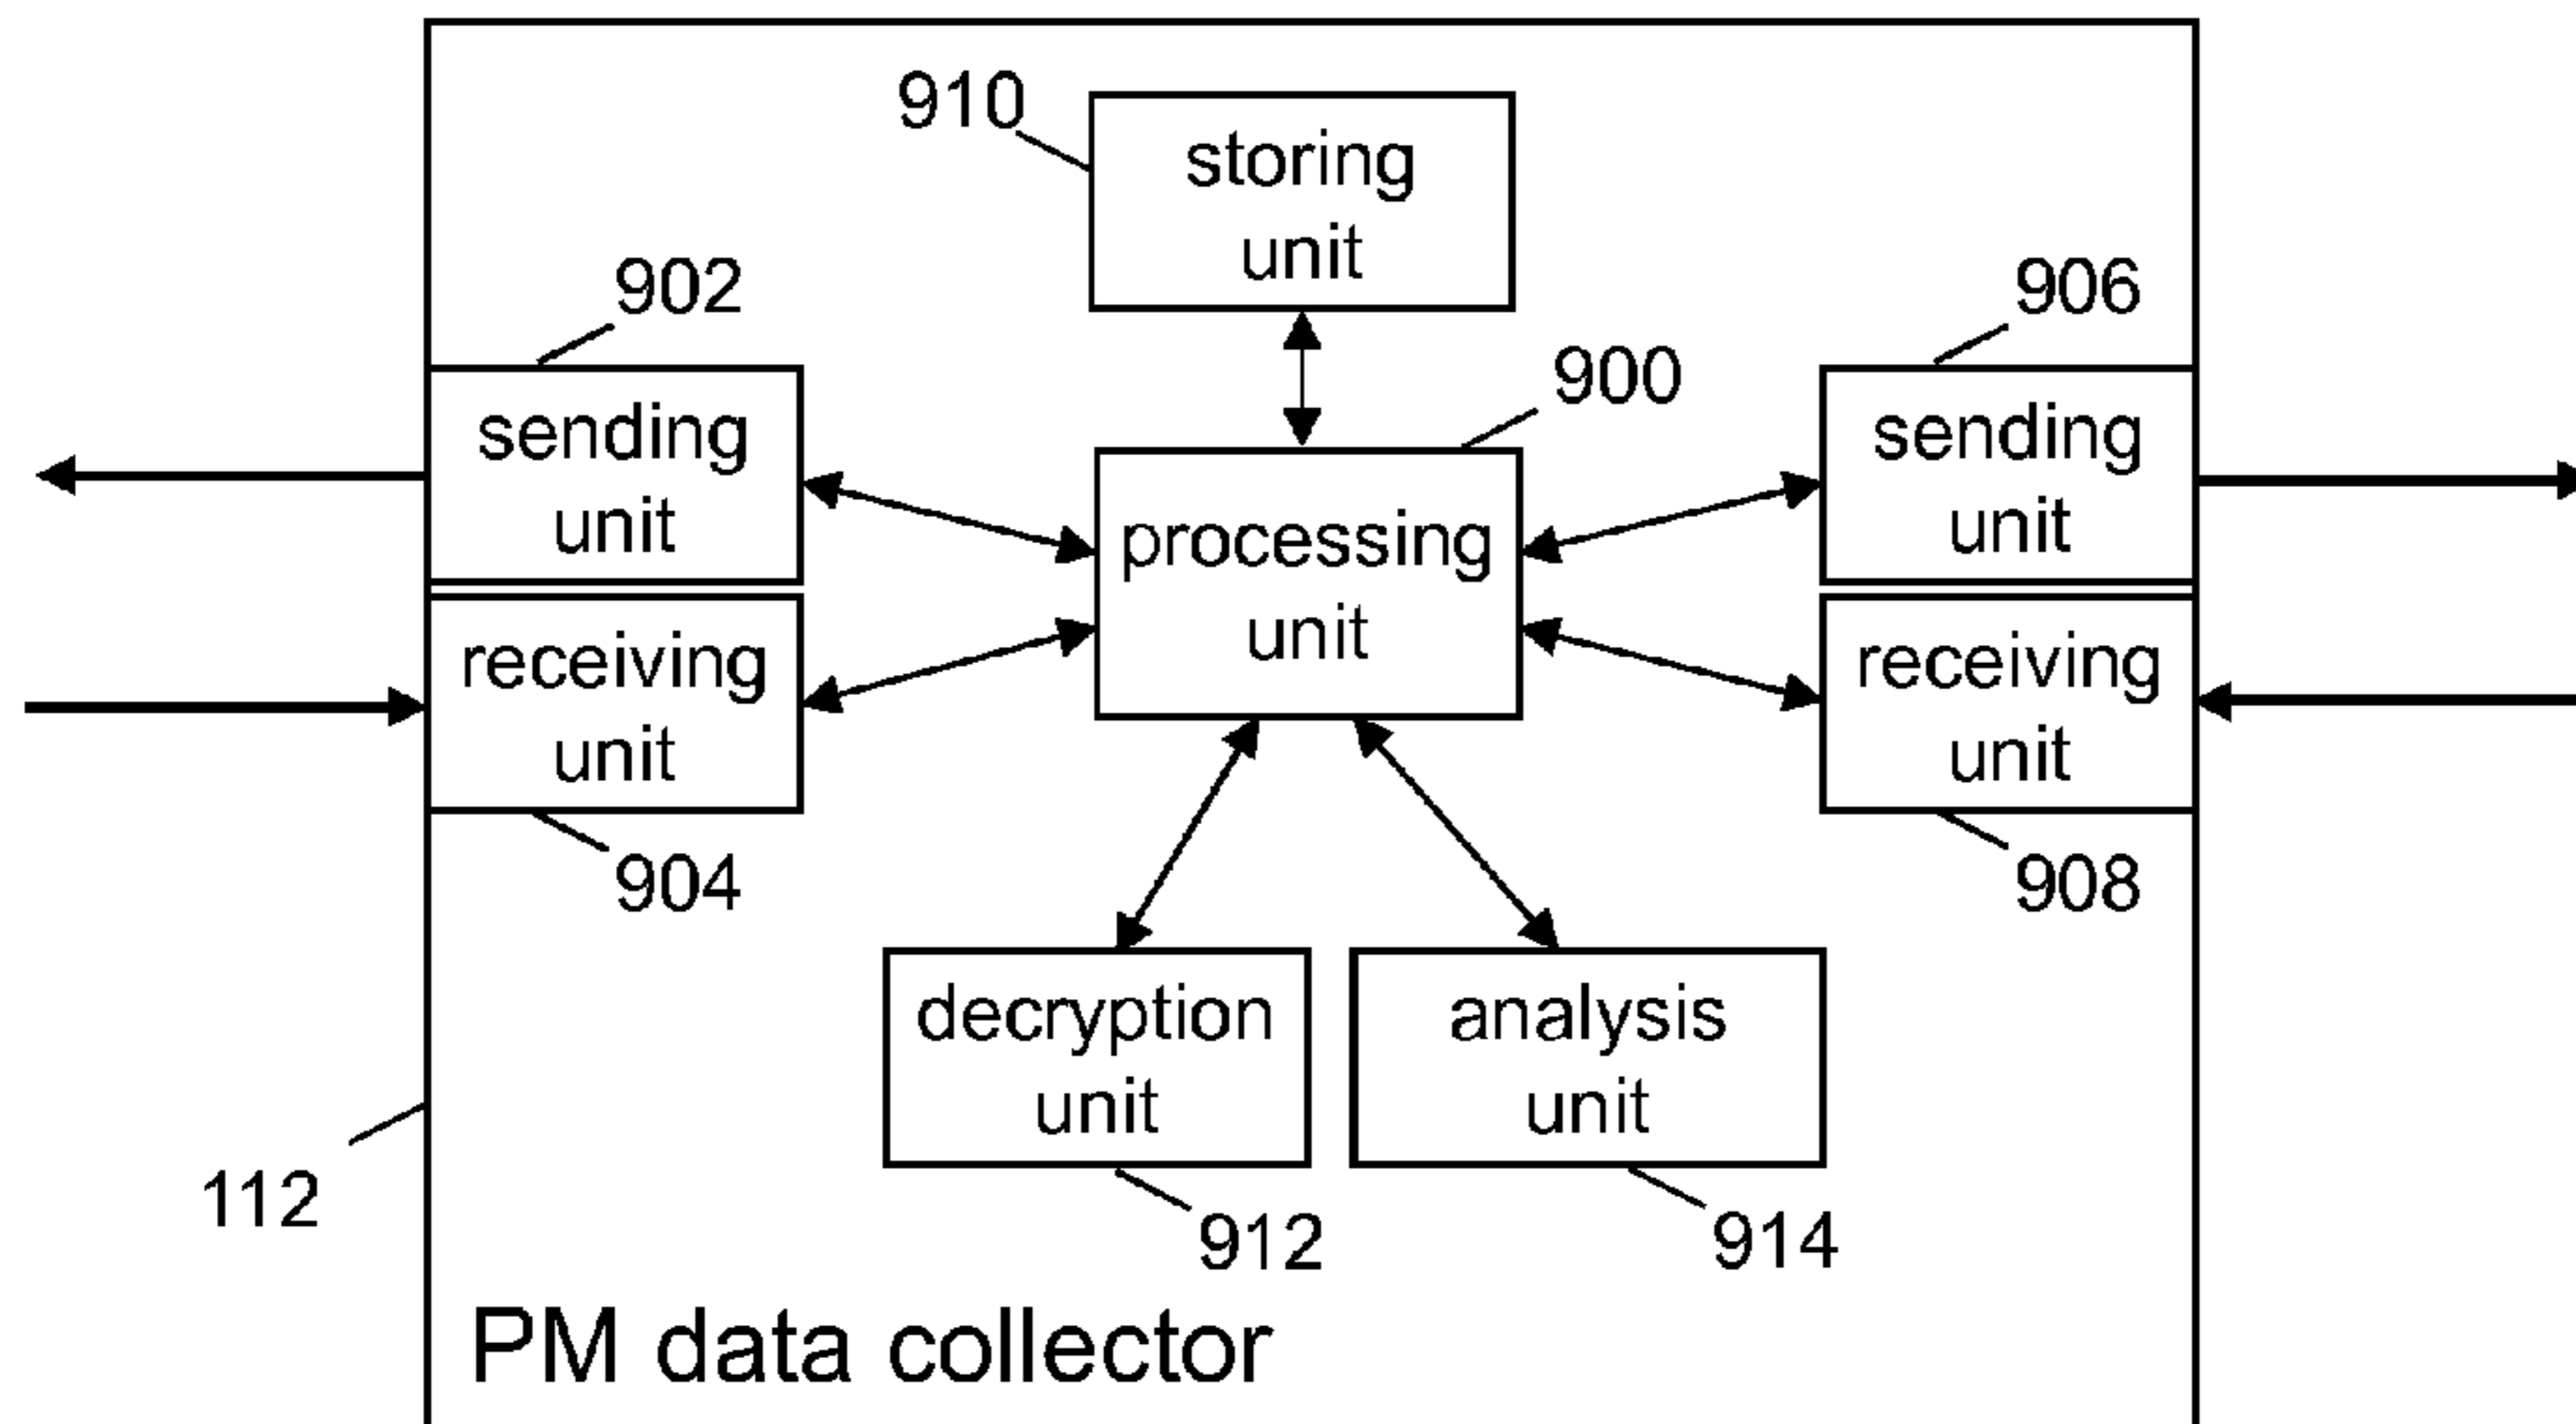 910
storing
unit
902
906
900
sending
unit
sending
unit
processing
unit
receiving
unit
receiving
unit
904
908
decryption
unit
analysis
unit
112
912
914
PM data collector